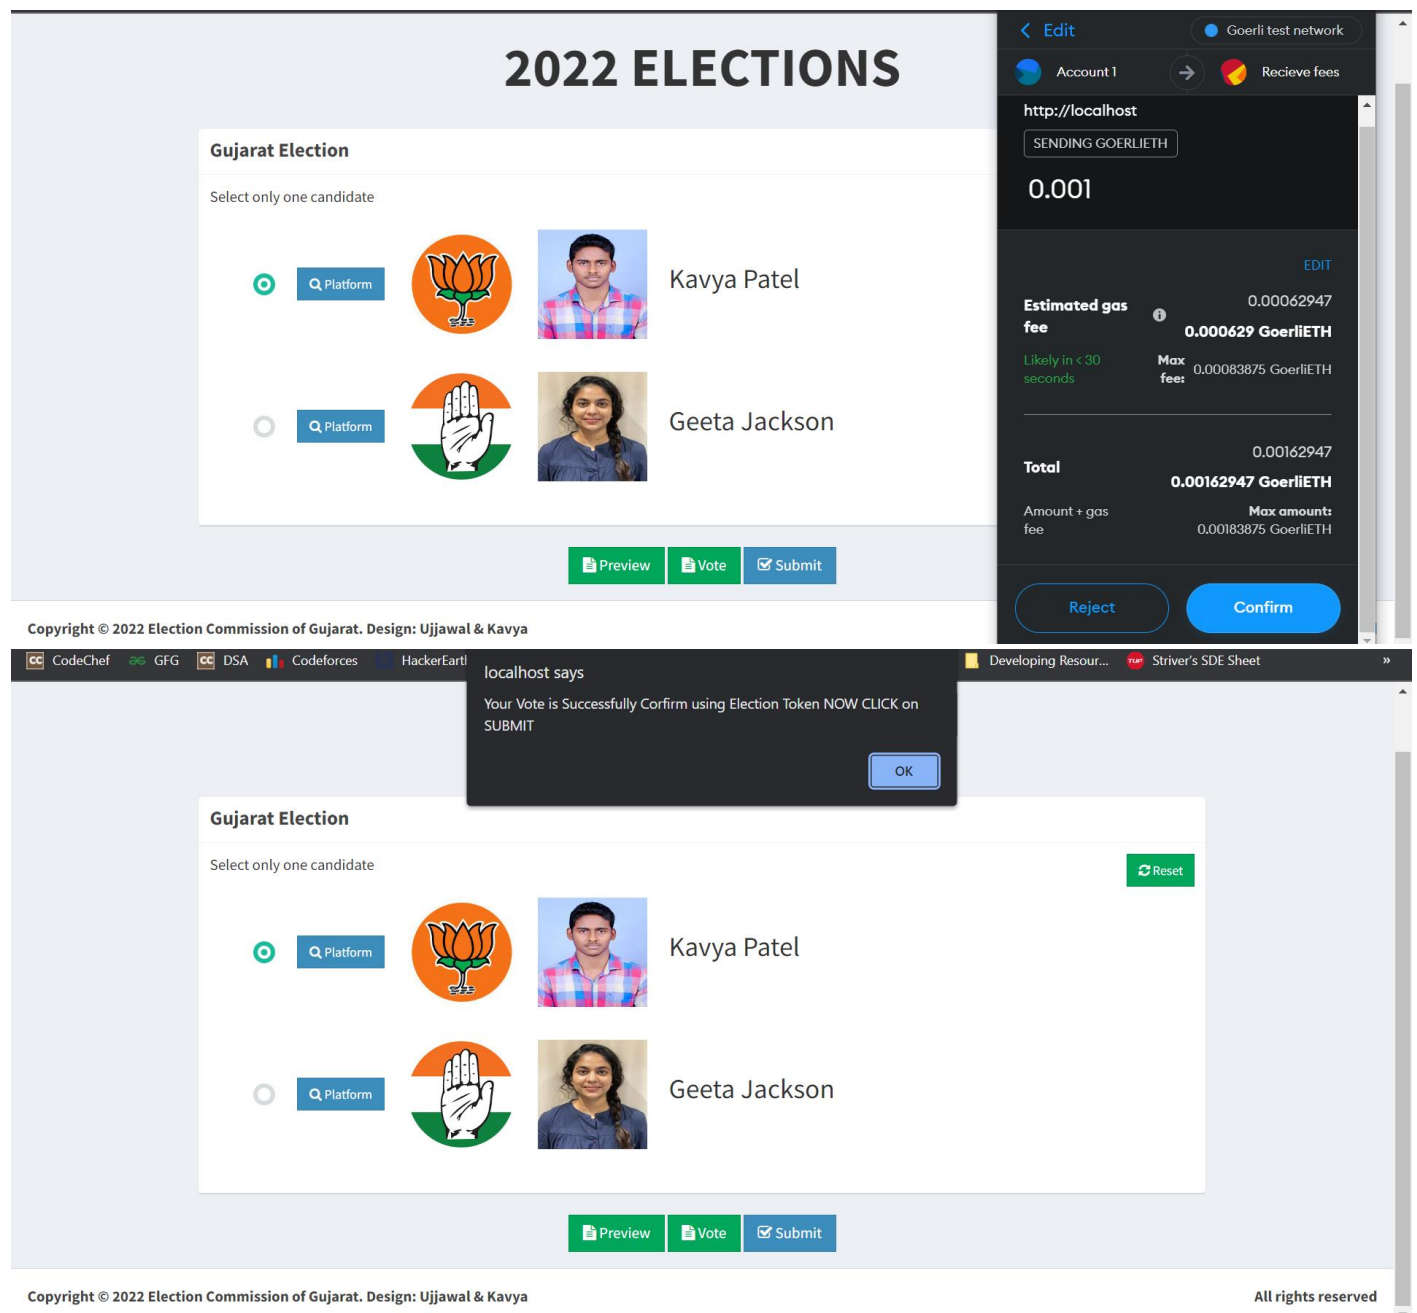 2022 ELECTIONS
Gujarat Election
Select only one candidate
Platform
Kavya Patel
Platform
Geeta Jackson
Preview
Vote
Submit
Copyright © 2022 Election Commission of Gujarat. Design: Ujjawal & Kavya
Edit
Goerli test network
Account 1
Recieve fees
http://localhost
SENDING GOERLIETH
0.001
EDIT
Estimated gas fee
0.00062947
0.000629 GoerliETH
Likely in < 30 seconds
Max fee: 0.00083875 GoerliETH
Total
0.00162947
0.00162947 GoerliETH
Amount + gas fee
Max amount:
0.00183875 GoerliETH
Reject
Confirm
CodeChef
GFG
DSA
Codeforces
Developing Resour...
Striver's SDE Sheet
»
localhost says
Your Vote is Successfully Corfirm using Election Token NOW CLICK on
SUBMIT
OK
Gujarat Election
Select only one candidate
Reset
Platform
Kavya Patel
Platform
Geeta Jackson
Preview
Vote
Submit
Copyright © 2022 Election Commission of Gujarat. Design: Ujjawal & Kavya
All rights reserved